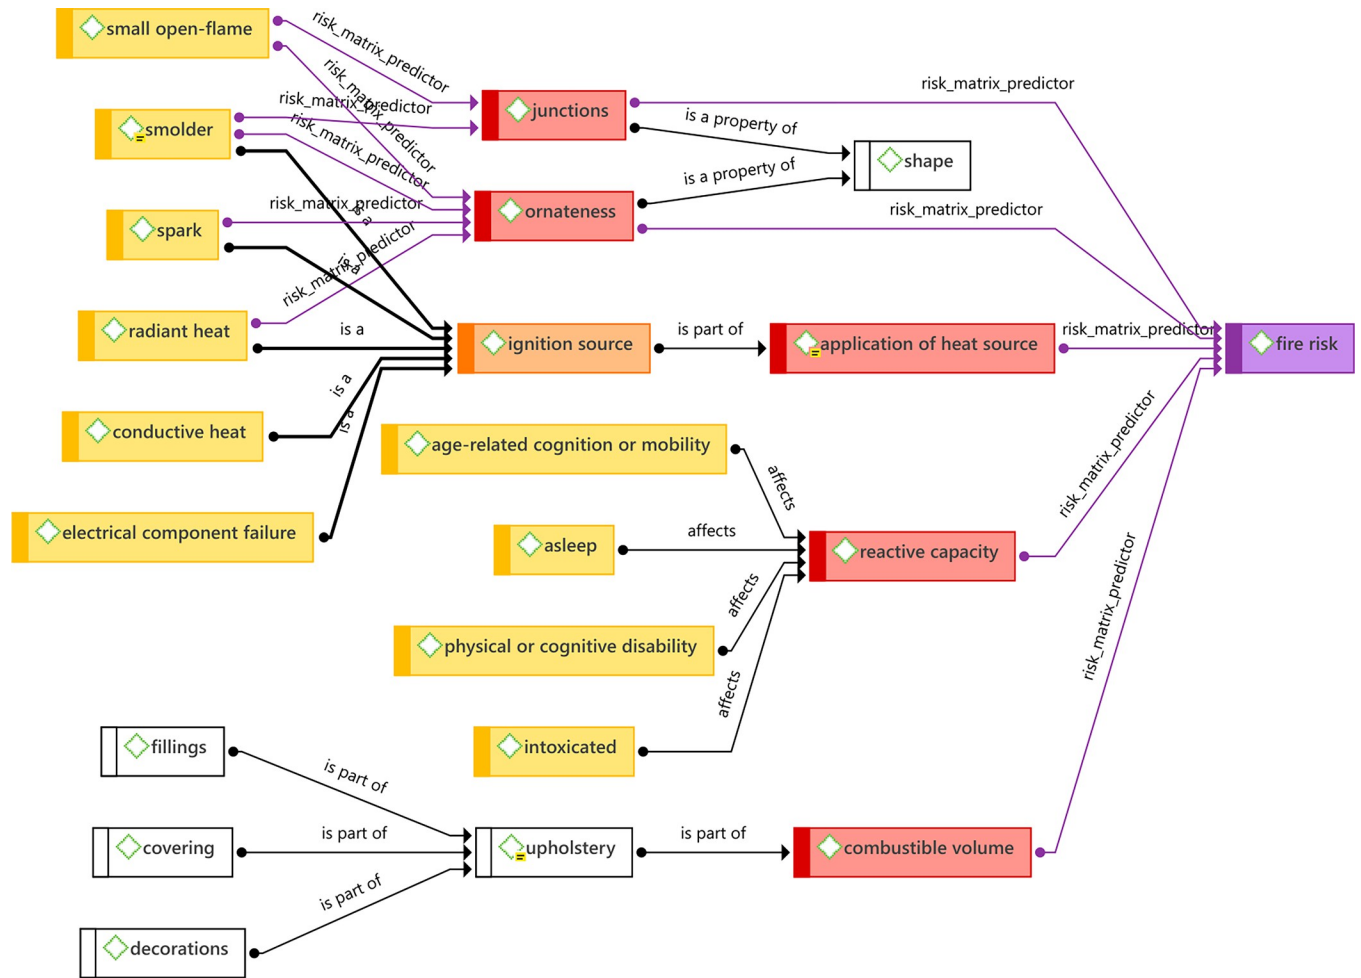 small open-flame
risk_matrix_predictor
risk_matrix_predictor
junctions
risk_matrix_predictor
smolder
risk_matrix_predictor
risk_matrix_predictor
is a property of
shape
is a property of
is a
spark
risk_matrix_predictor
ornateness
risk_matrix_predictor
is a
risk_matrix_predictor
radiant heat
is a
ignition source
is part of
application of heat source
risk_matrix_predictor
fire risk
is a
is a
conductive heat
age-related cognition or mobility
affects
risk_matrix_predictor
electrical component failure
asleep
affects
reactive capacity
affects
risk_matrix_predictor
physical or cognitive disability
affects
intoxicated
fillings
is part of
covering
is part of
upholstery
is part of
combustible volume
is part of
decorations